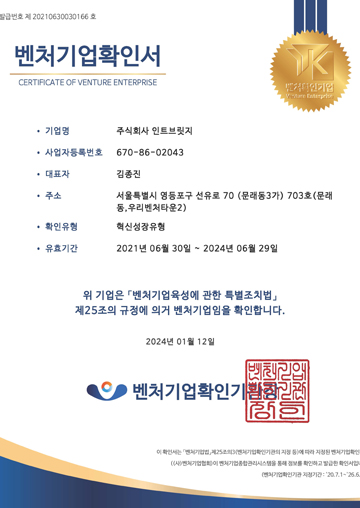 발급번호 제 20210630030166 호
벤처기업확인서
CERTIFICATE OF VENTURE ENTERPRISE
벤처확인기업
Venture Enterprise
• 기업명 주식회사 인트브릿지
• 사업자등록번호 670-86-02043
• 대표자 김종진
• 주소 서울특별시 영등포구 선유로 70 (문래동3가) 703호(문래
동,우리벤처타운2)
• 확인유형 혁신성장유형
• 유효기간 2021년 06월 30일 ~ 2024년 06월 29일
위 기업은 「벤처기업육성에 관한 특별조치법」
제25조의 규정에 의거 벤처기업임을 확인합니다.
2024년 01월 12일
벤처기업확인기관장
이 확인서는 「벤처기업법」 제25조의3(벤처기업확인기관의 지정 등)에 따라 지정된 벤처기업확인
((사)벤처기업협회)이 벤처기업종합관리시스템을 통해 정보를 확인하고 발급한 확인서입니
(벤처기업확인기관 지정기간 : '20.7.1~'26.6.